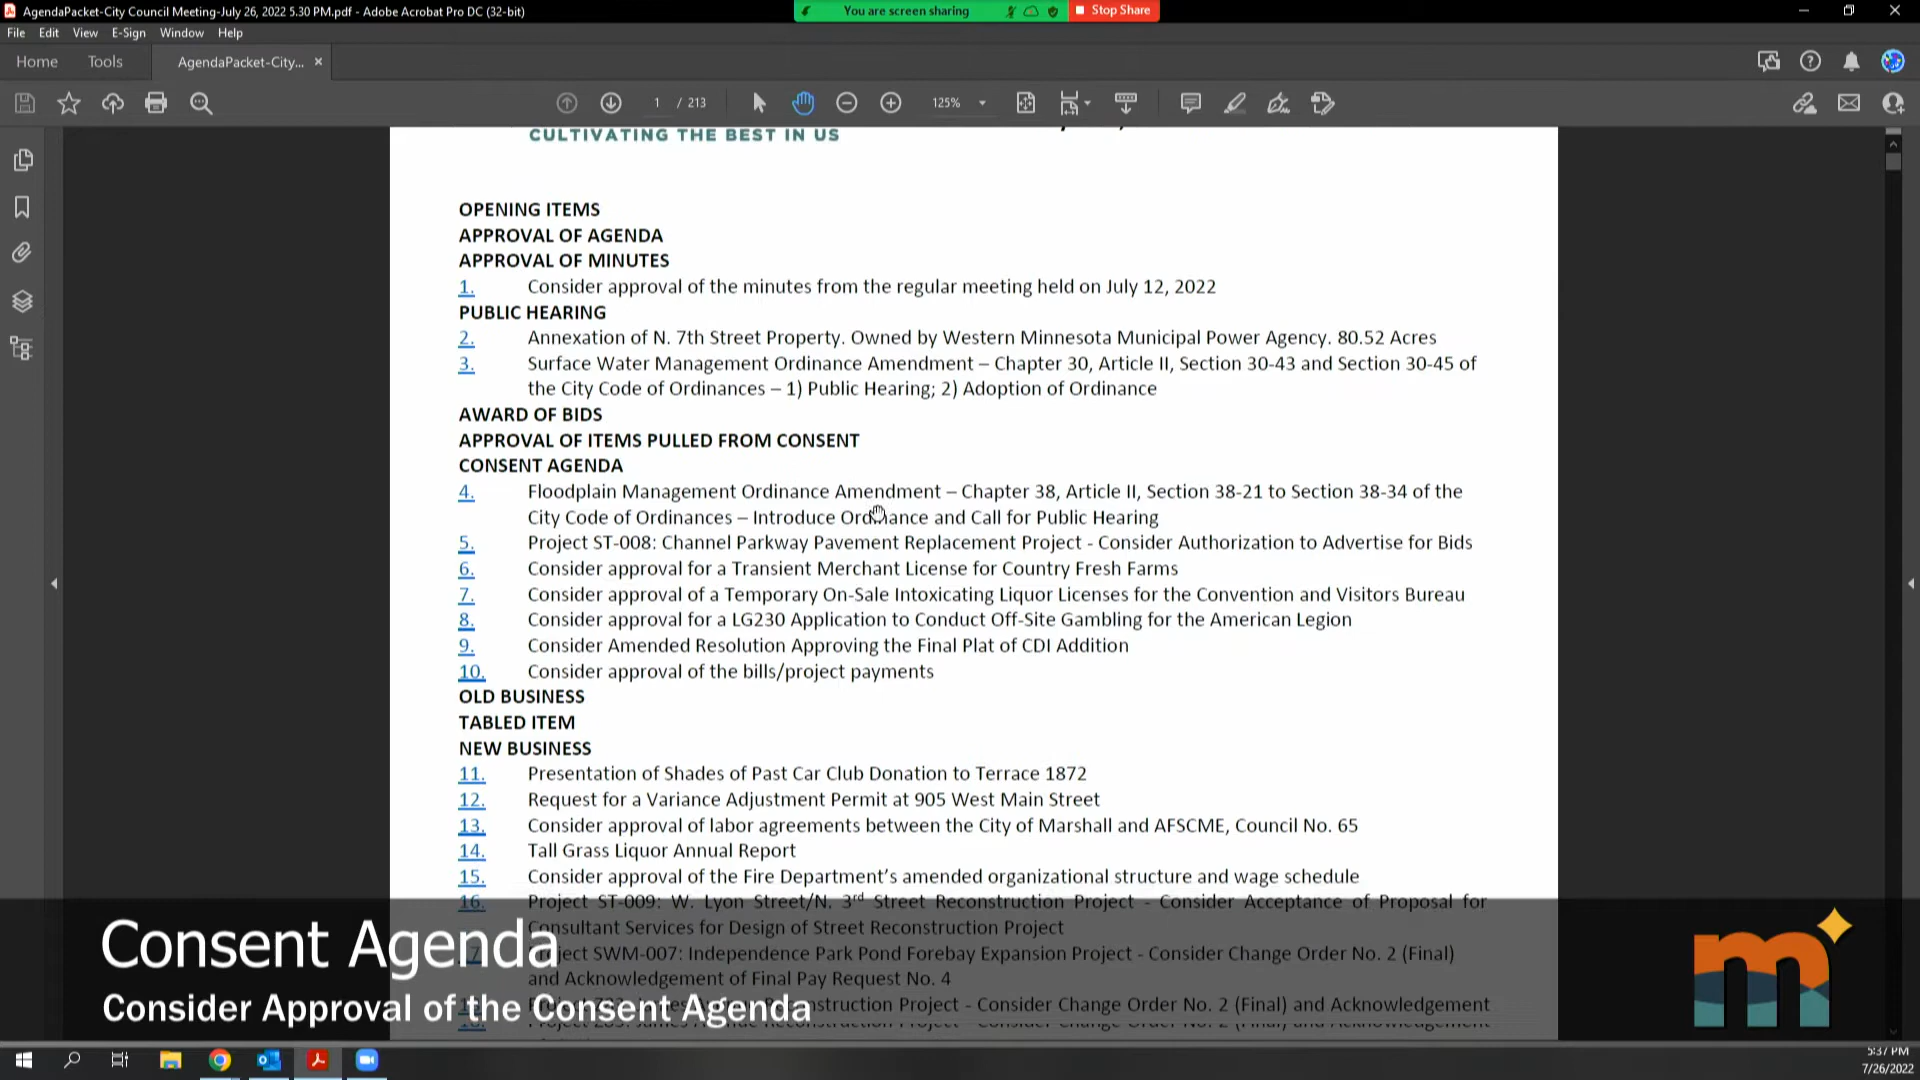 AgendaPacket-City Council Meeting-July 26, 2022 5.30 PM.pdf - Adobe Acrobat Pro DC (32-bit)
You are screen sharing
Stop Share
File Edit View E-Sign Window Help
Home Tools AgendaPacket-City... ×
1 / 213
125%
CULTIVATING THE BEST IN US
OPENING ITEMS
APPROVAL OF AGENDA
APPROVAL OF MINUTES
1. Consider approval of the minutes from the regular meeting held on July 12, 2022
PUBLIC HEARING
2. Annexation of N. 7th Street Property. Owned by Western Minnesota Municipal Power Agency. 80.52 Acres
3. Surface Water Management Ordinance Amendment – Chapter 30, Article II, Section 30-43 and Section 30-45 of
the City Code of Ordinances – 1) Public Hearing; 2) Adoption of Ordinance
AWARD OF BIDS
APPROVAL OF ITEMS PULLED FROM CONSENT
CONSENT AGENDA
4. Floodplain Management Ordinance Amendment – Chapter 38, Article II, Section 38-21 to Section 38-34 of the
City Code of Ordinances – Introduce Ordinance and Call for Public Hearing
5. Project ST-008: Channel Parkway Pavement Replacement Project - Consider Authorization to Advertise for Bids
6. Consider approval for a Transient Merchant License for Country Fresh Farms
7. Consider approval of a Temporary On-Sale Intoxicating Liquor Licenses for the Convention and Visitors Bureau
8. Consider approval for a LG230 Application to Conduct Off-Site Gambling for the American Legion
9. Consider Amended Resolution Approving the Final Plat of CDI Addition
10. Consider approval of the bills/project payments
OLD BUSINESS
TABLED ITEM
NEW BUSINESS
11. Presentation of Shades of Past Car Club Donation to Terrace 1872
12. Request for a Variance Adjustment Permit at 905 West Main Street
13. Consider approval of labor agreements between the City of Marshall and AFSCME, Council No. 65
14. Tall Grass Liquor Annual Report
15. Consider approval of the Fire Department's amended organizational structure and wage schedule
16. Project ST-009: W. Lyon Street/N. 3rd Street Reconstruction Project - Consider Acceptance of Proposal for
Consultant Services for Design of Street Reconstruction Project
Project SWM-007: Independence Park Pond Forebay Expansion Project - Consider Change Order No. 2 (Final)
and Acknowledgement of Final Pay Request No. 4
Project - Consider Change Order No. 2 (Final) and Acknowledgement
Consent Agenda
Consider Approval of the Consent Agenda
m
5:37 PM
7/26/2022